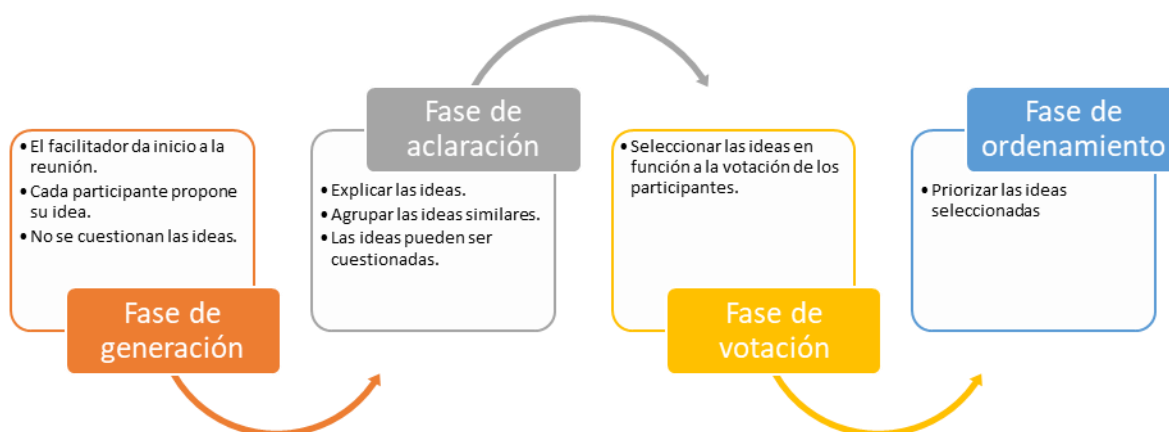 • El facilitador da inicio a la
reunión.
• Cada participante propone
su idea.
• No se cuestionan las ideas.
Fase de
generación
Fase de
aclaración
• Explicar las ideas.
• Agrupar las ideas similares.
• Las ideas pueden ser
cuestionadas.
• Seleccionar las ideas en
función a la votación de los
participantes.
Fase de
votación
Fase de
ordenamiento
• Priorizar las ideas
seleccionadas